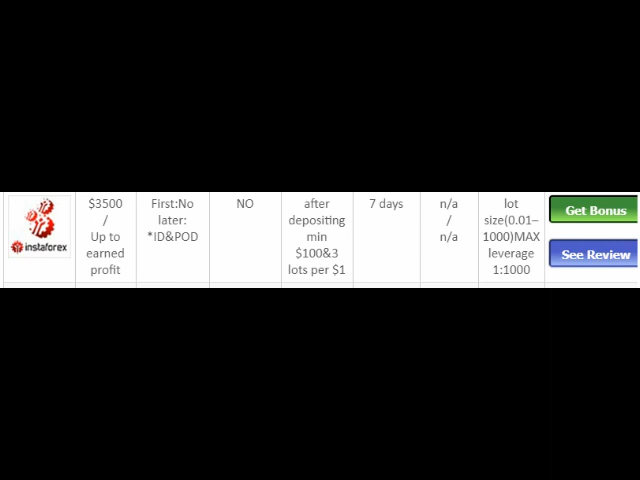 instaforex
$3500
/
Up to
earned
profit
First:No
later:
*ID&POD
NO
after
depositing
min
$100&3
lots per $1
7 days
n/a
/
n/a
lot
size(0.01–
1000)MAX
leverage
1:1000
Get Bonus
See Review